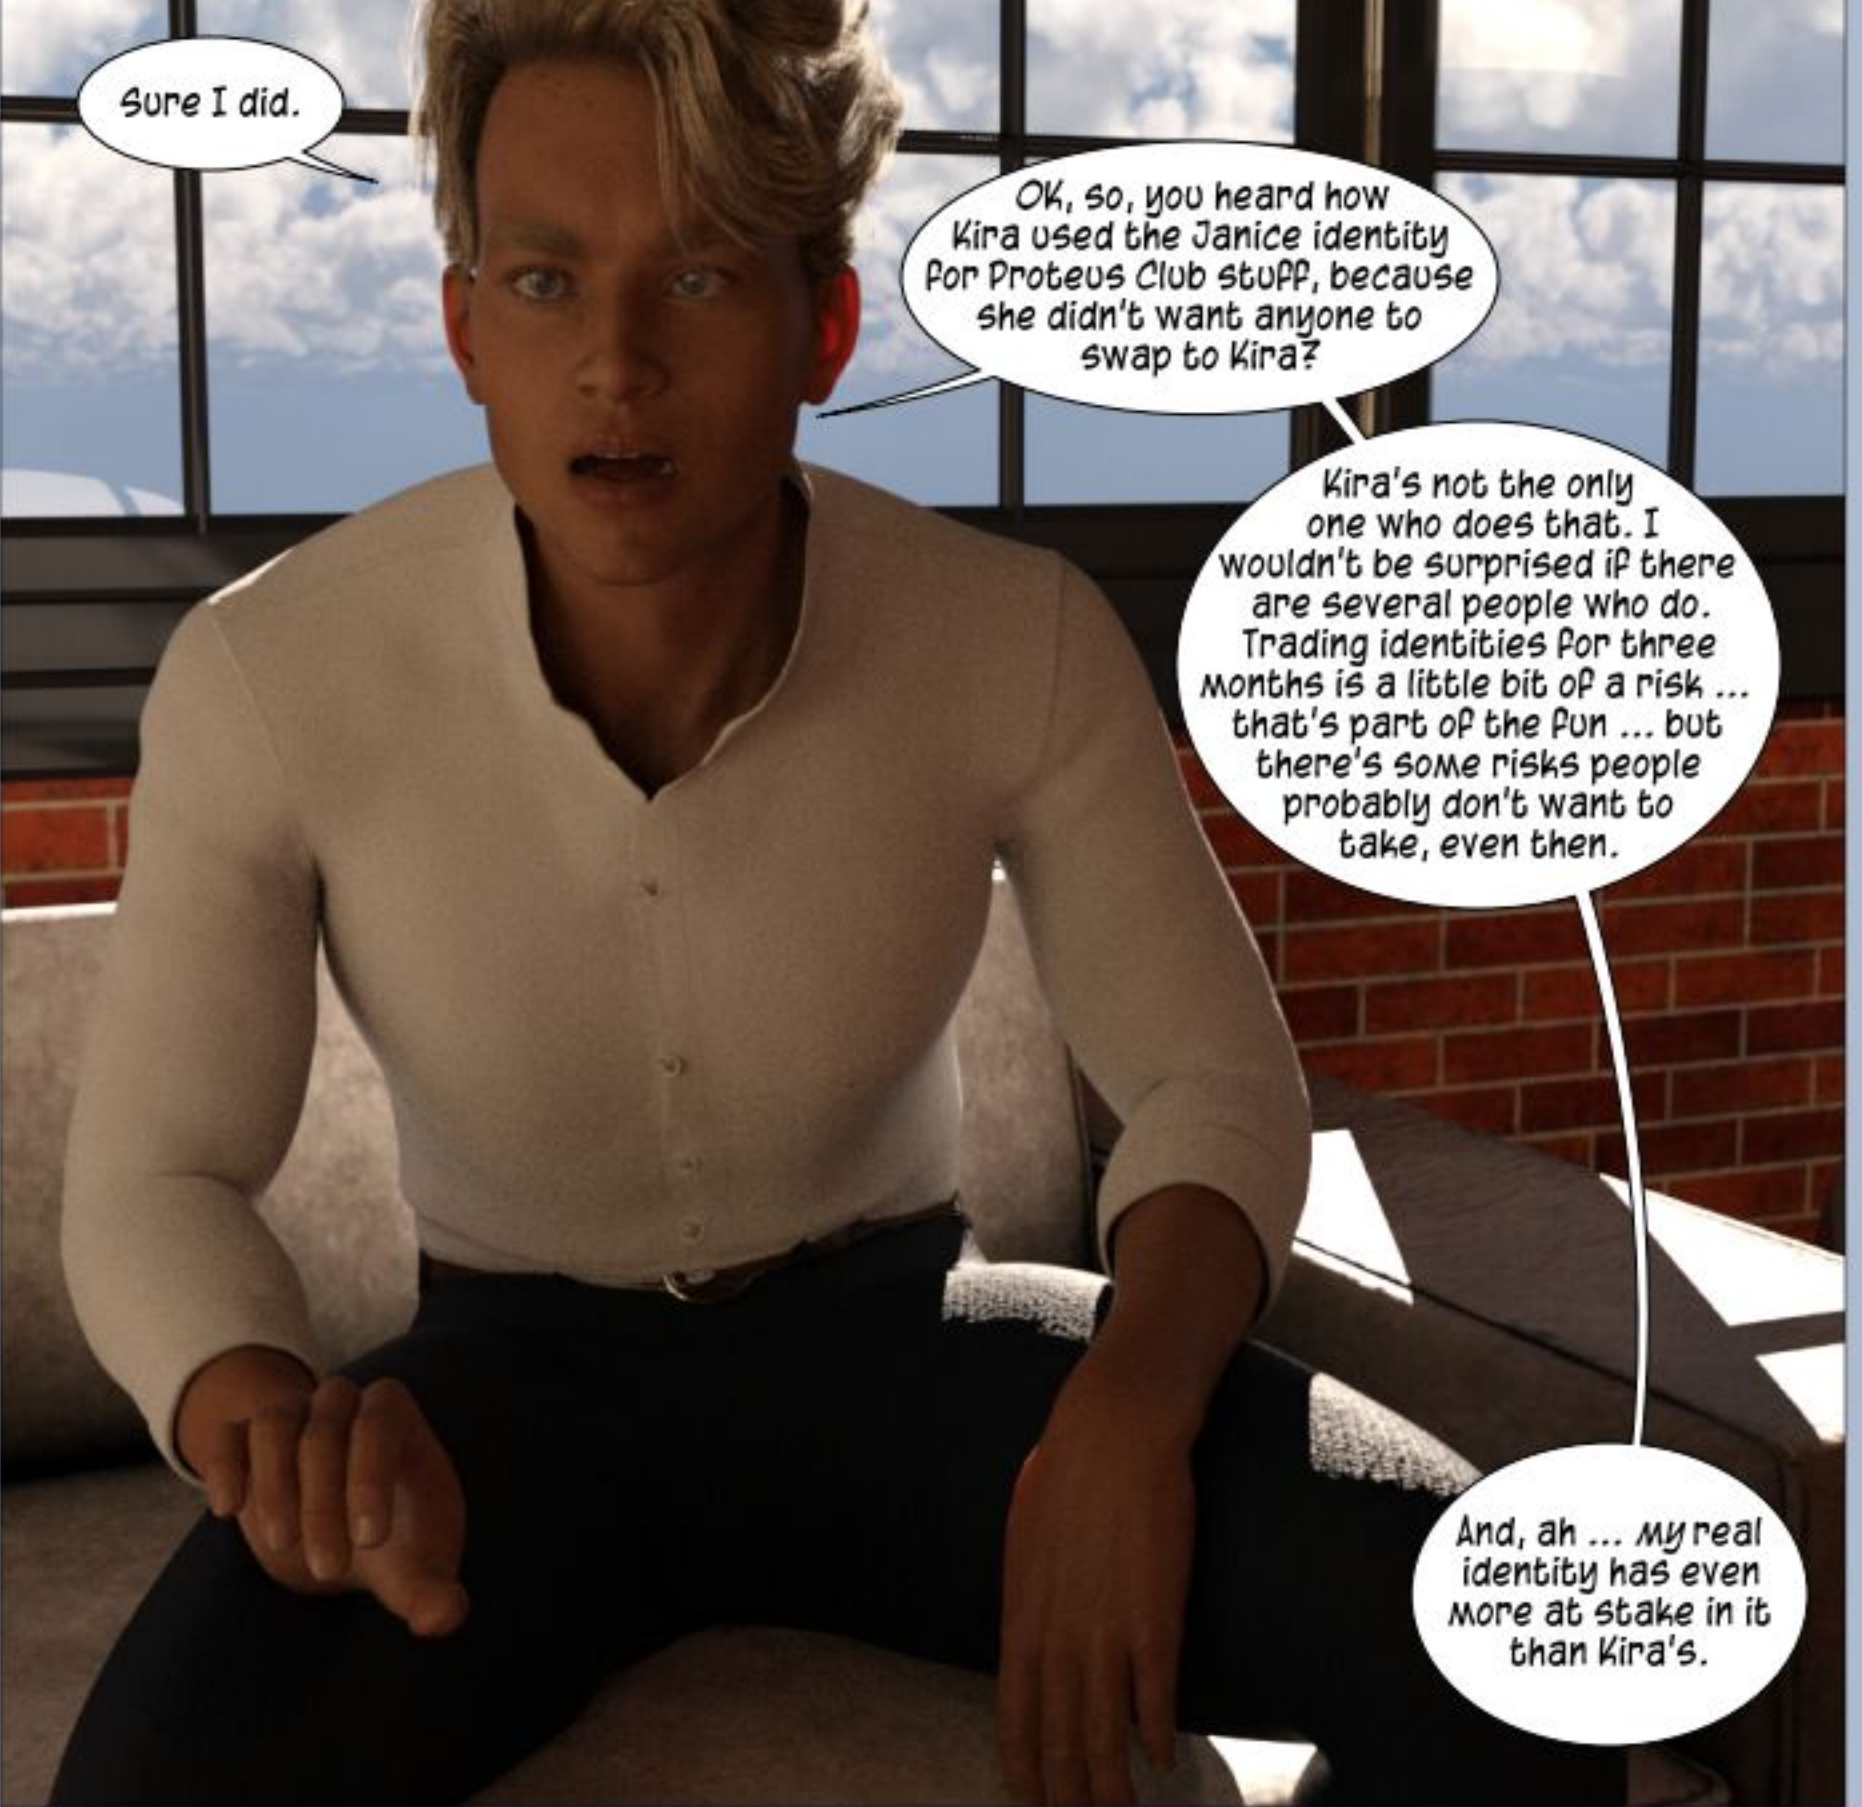 Sure I did.
OK, so, you heard how
Kira used the Janice identity
for Proteus Club stuff, because
she didn't want anyone to
swap to Kira?
Kira's not the only
one who does that. I
wouldn't be surprised if there
are several people who do.
Trading identities for three
months is a little bit of a risk ...
that's part of the fun ... but
there's some risks people
probably don't want to
take, even then.
And, ah ... my real
identity has even
more at stake in it
than Kira's.